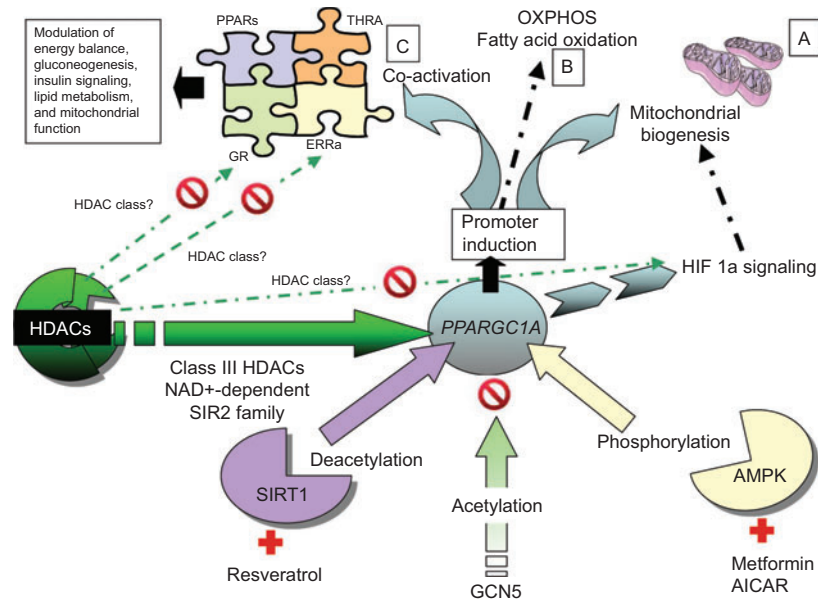 Modulation of
energy balance,
gluconeogenesis,
insulin signaling,
lipid metabolism,
and mitochondrial
function
PPARs
THRA
GR
ERRa
C
Co-activation
OXPHOS
Fatty acid oxidation
B
A
Mitochondrial
biogenesis
HDAC class?
HDAC class?
HDAC class?
Promoter
induction
HIF 1a signaling
HDACs
PPARGC1A
Class III HDACs
NAD+-dependent
SIR2 family
Deacetylation
Phosphorylation
SIRT1
Acetylation
AMPK
Resveratrol
GCN5
Metformin
AICAR